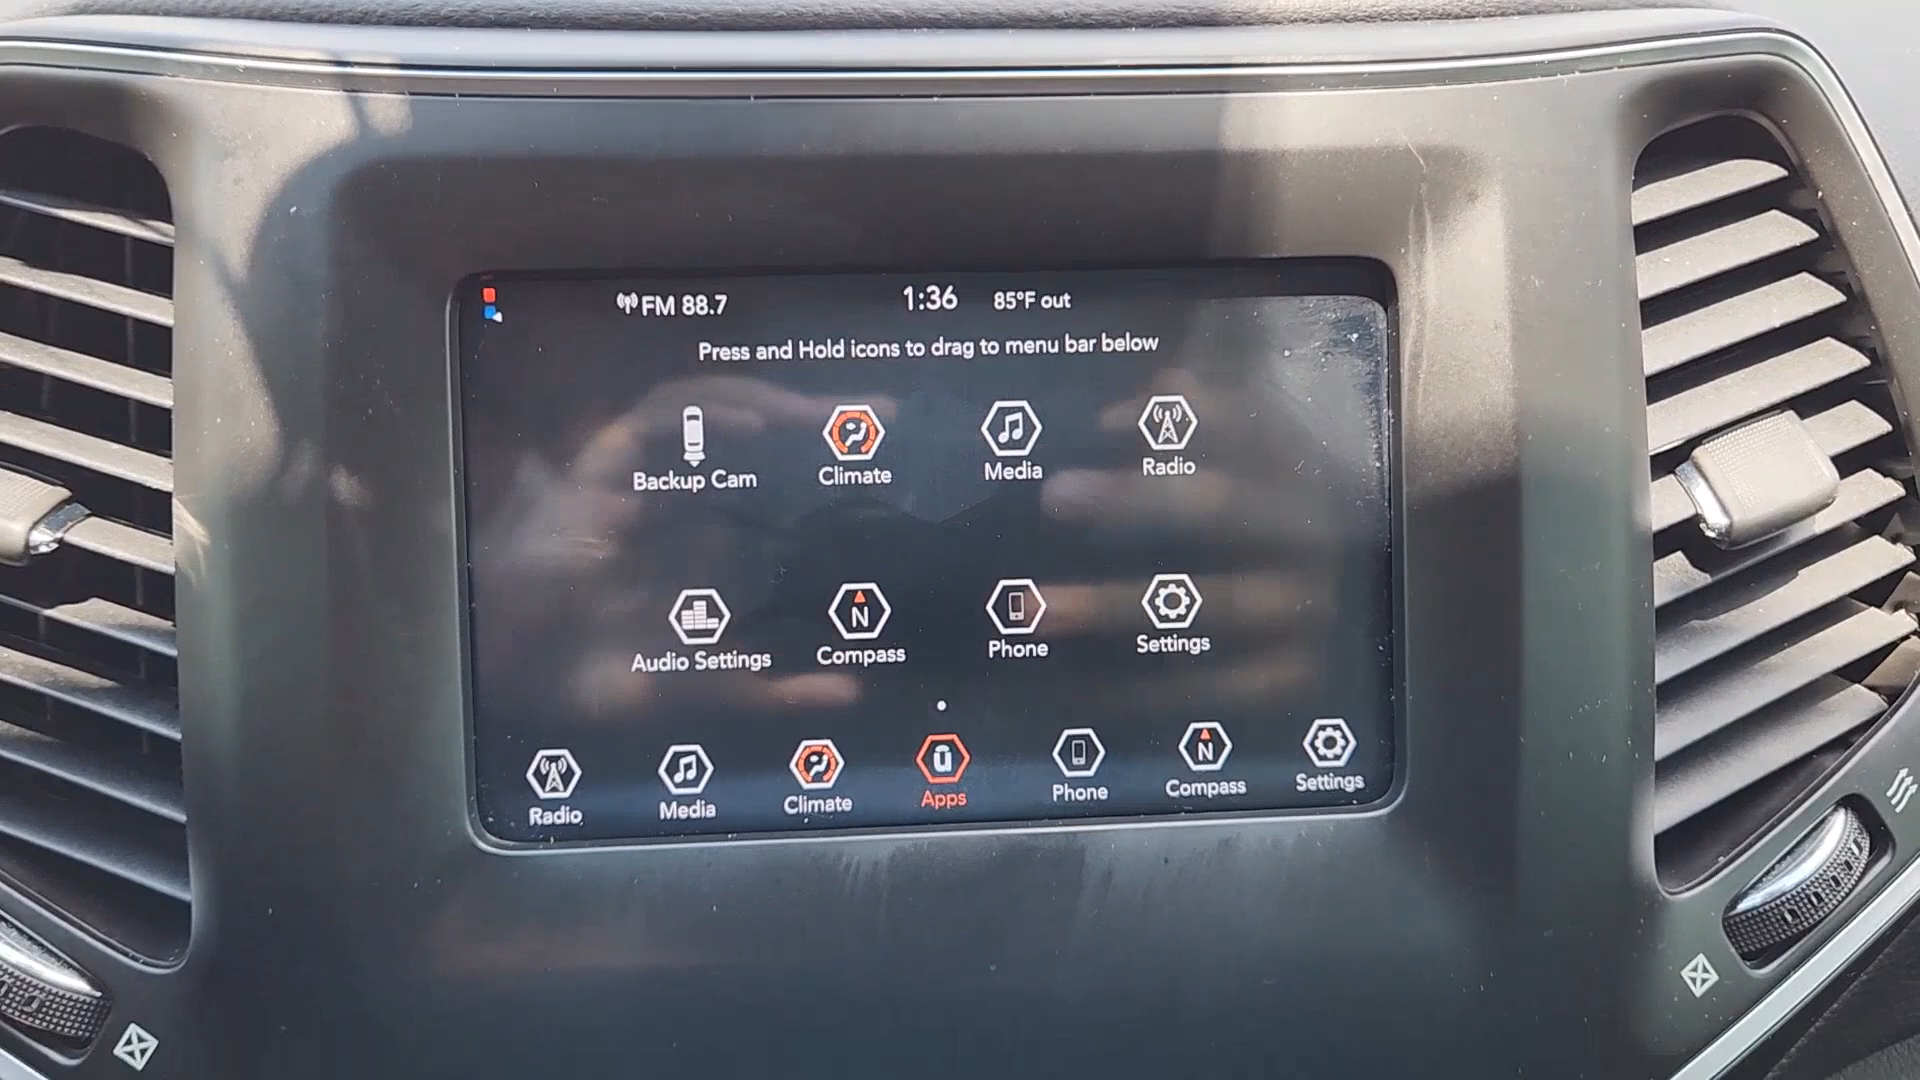 FM 88.7 1:36 85°F out
Press and Hold icons to drag to menu bar below
Backup Cam Climate Media Radio
N
Audio Settings Compass Phone Settings
u N
Radio Media Climate Apps Phone Compass Settings